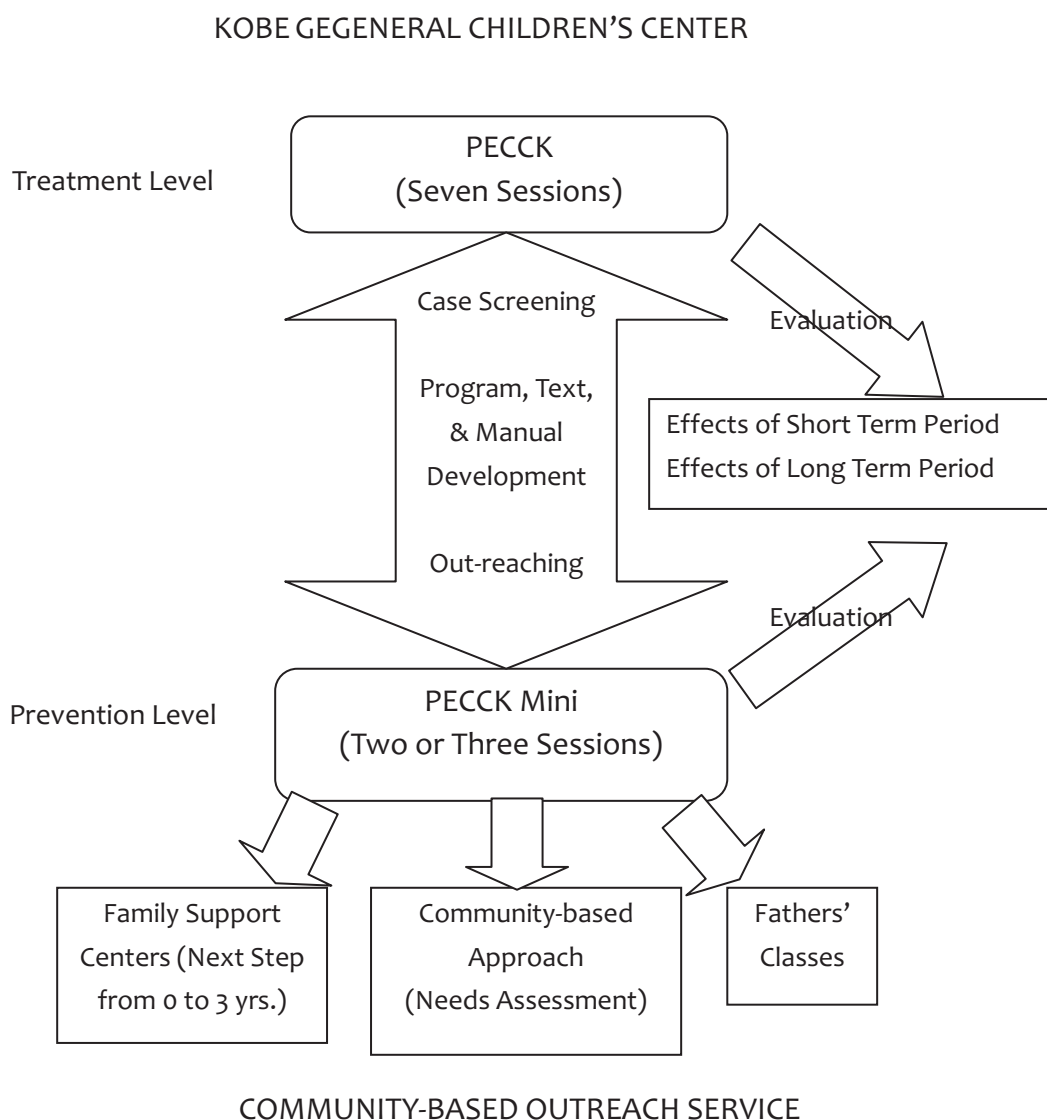 KOBE GEGENERAL CHILDREN’S CENTER
Treatment Level
PECCK
(Seven Sessions)
Case Screening
Program, Text,
& Manual
Development
Out-reaching
Evaluation
Effects of Short Term Period
Effects of Long Term Period
Evaluation
Prevention Level
PECCK Mini
(Two or Three Sessions)
Family Support
Centers (Next Step
from 0 to 3 yrs.)
Community-based
Approach
(Needs Assessment)
Fathers’
Classes
COMMUNITY-BASED OUTREACH SERVICE